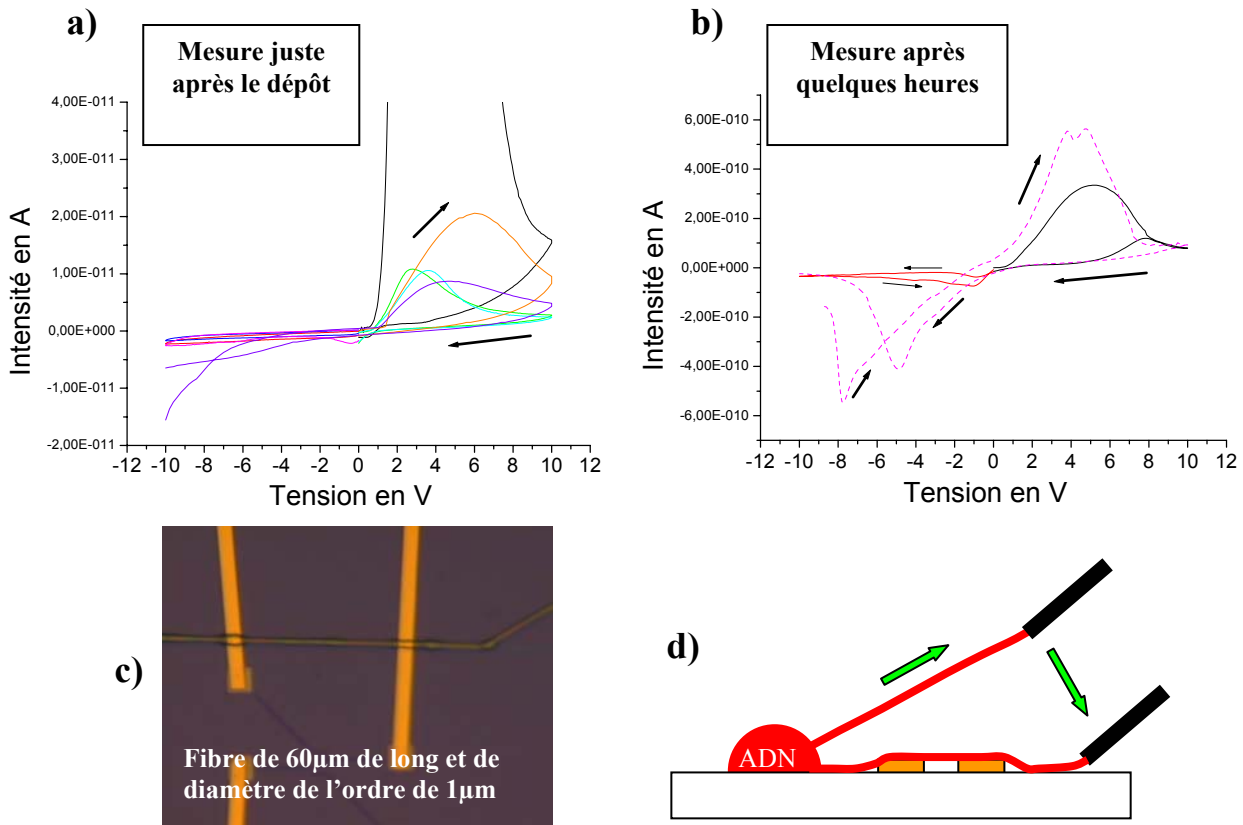 a)
Mesure juste
après le dépôt
4,00E-011
3,00E-011
2,00E-011
1,00E-011
0,00E+000
-1,00E-011
-2,00E-011
Intensité en A
-12 -10 -8 -6 -4 -2 0 2 4 6 8 10 12
Tension en V
b)
Mesure après
quelques heures
6,00E-010
4,00E-010
2,00E-010
0,00E+000
-2,00E-010
-4,00E-010
-6,00E-010
Intensité en A
-12 -10 -8 -6 -4 -2 0 2 4 6 8 10 12
Tension en V
c)
Fibre de 60µm de long et de
diamètre de l'ordre de 1µm
d)
ADN